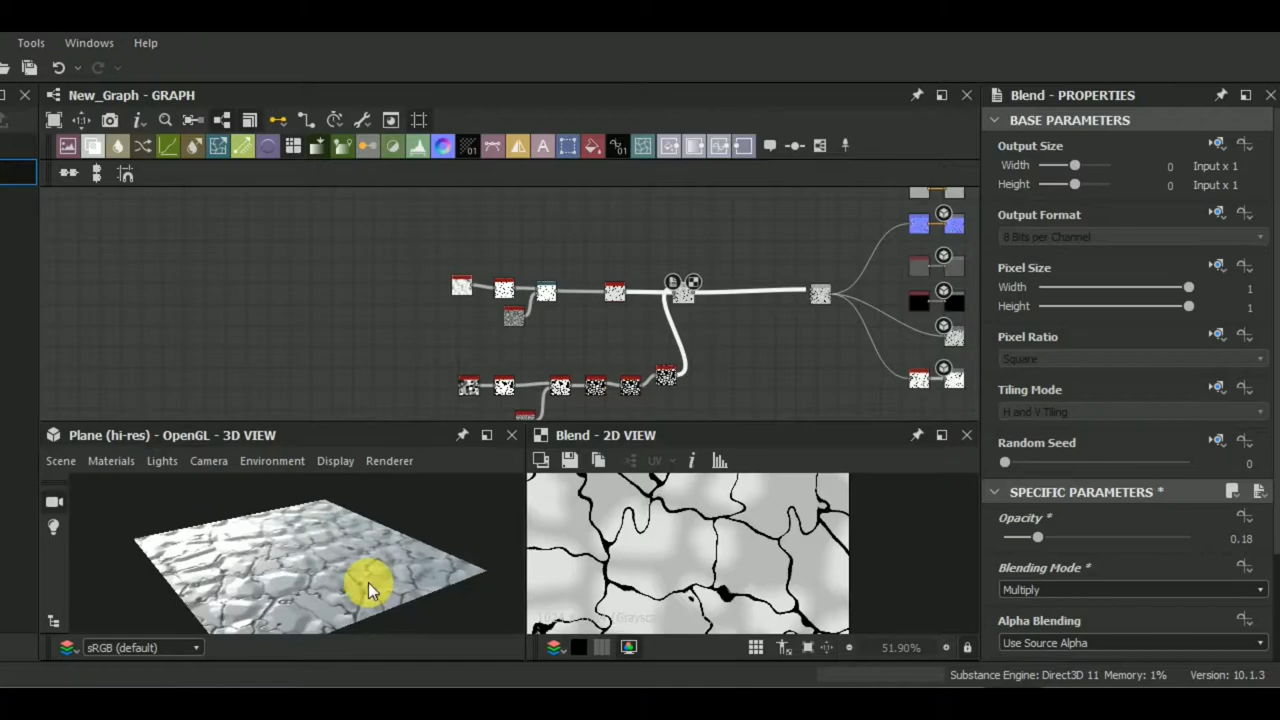 Tools Windows Help
New_Graph - GRAPH
Blend - PROPERTIES
BASE PARAMETERS
Output Size
Width 0 Input x 1
Height 0 Input x 1
Output Format
8 Bits per Channel
Pixel Size
Width 1
Height 1
Pixel Ratio
Square
Tiling Mode
H and V Tiling
Random Seed
0
SPECIFIC PARAMETERS *
Opacity *
0.18
Blending Mode *
Multiply
Alpha Blending
Use Source Alpha
Plane (hi-res) - OpenGL - 3D VIEW
Scene Materials Lights Camera Environment Display Renderer
sRGB (default)
Blend - 2D VIEW
UV
51.90%
Substance Engine: Direct3D 11 Memory: 1% Version: 10.1.3